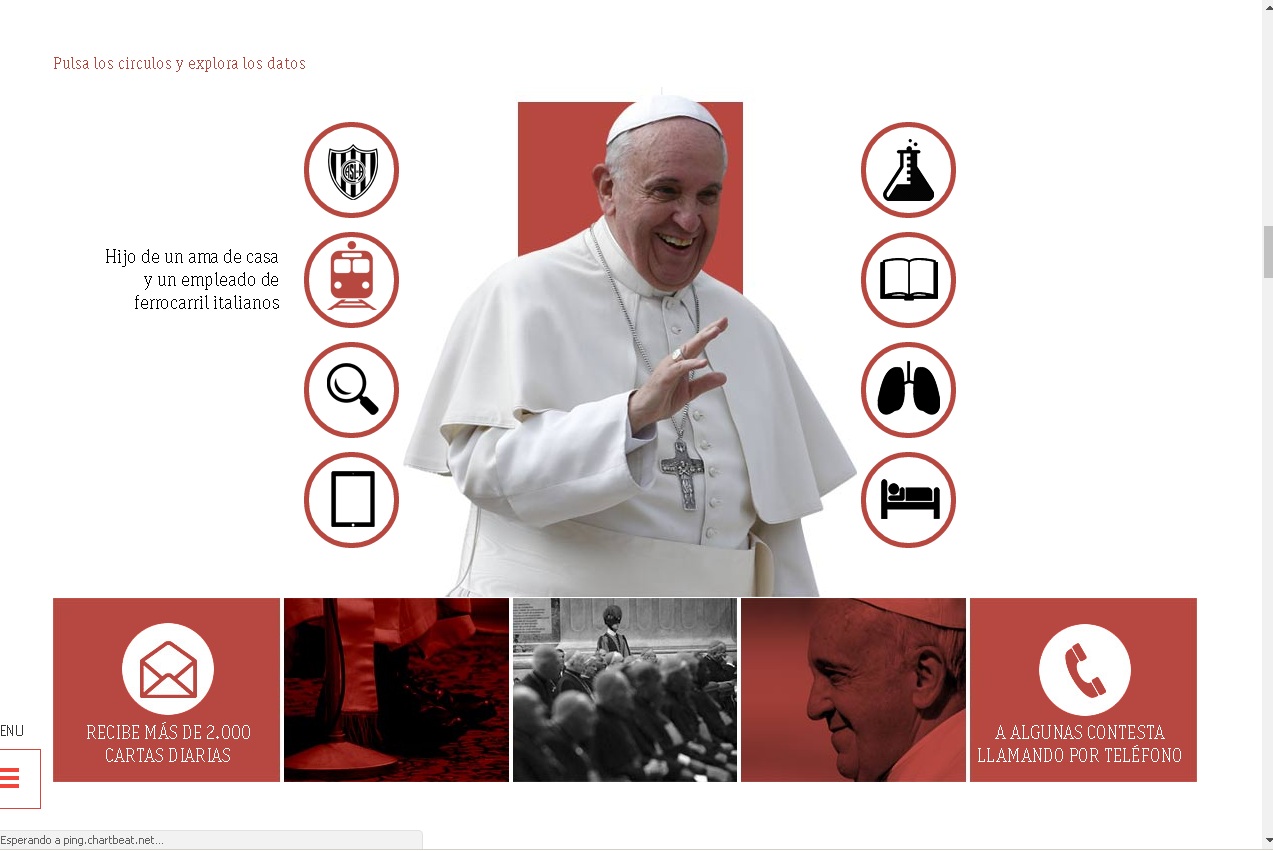 Pulsa los circulos y explora los datos
CASLA
Hijo de un ama de casa
y un empleado de
ferrocarril italianos
RECIBE MÁS DE 2.000
CARTAS DIARIAS
A ALGUNAS CONTESTA
LLAMANDO POR TELÉFONO
ENU
Esperando a ping.chartbeat.net...